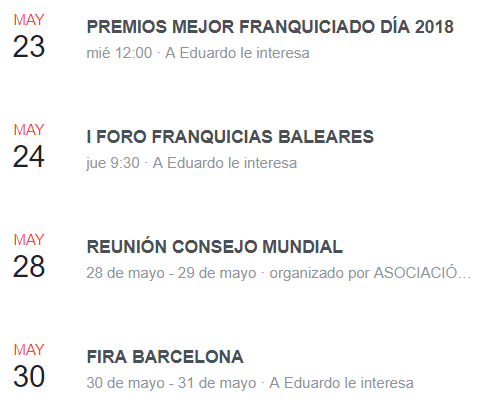 MAY
23
PREMIOS MEJOR FRANQUICIADO DÍA 2018
mié 12:00 · A Eduardo le interesa
MAY
24
I FORO FRANQUICIAS BALEARES
jue 9:30 · A Eduardo le interesa
MAY
28
REUNIÓN CONSEJO MUNDIAL
28 de mayo - 29 de mayo · organizado por ASOCIACIÓ...
MAY
30
FIRA BARCELONA
30 de mayo - 31 de mayo · A Eduardo le interesa